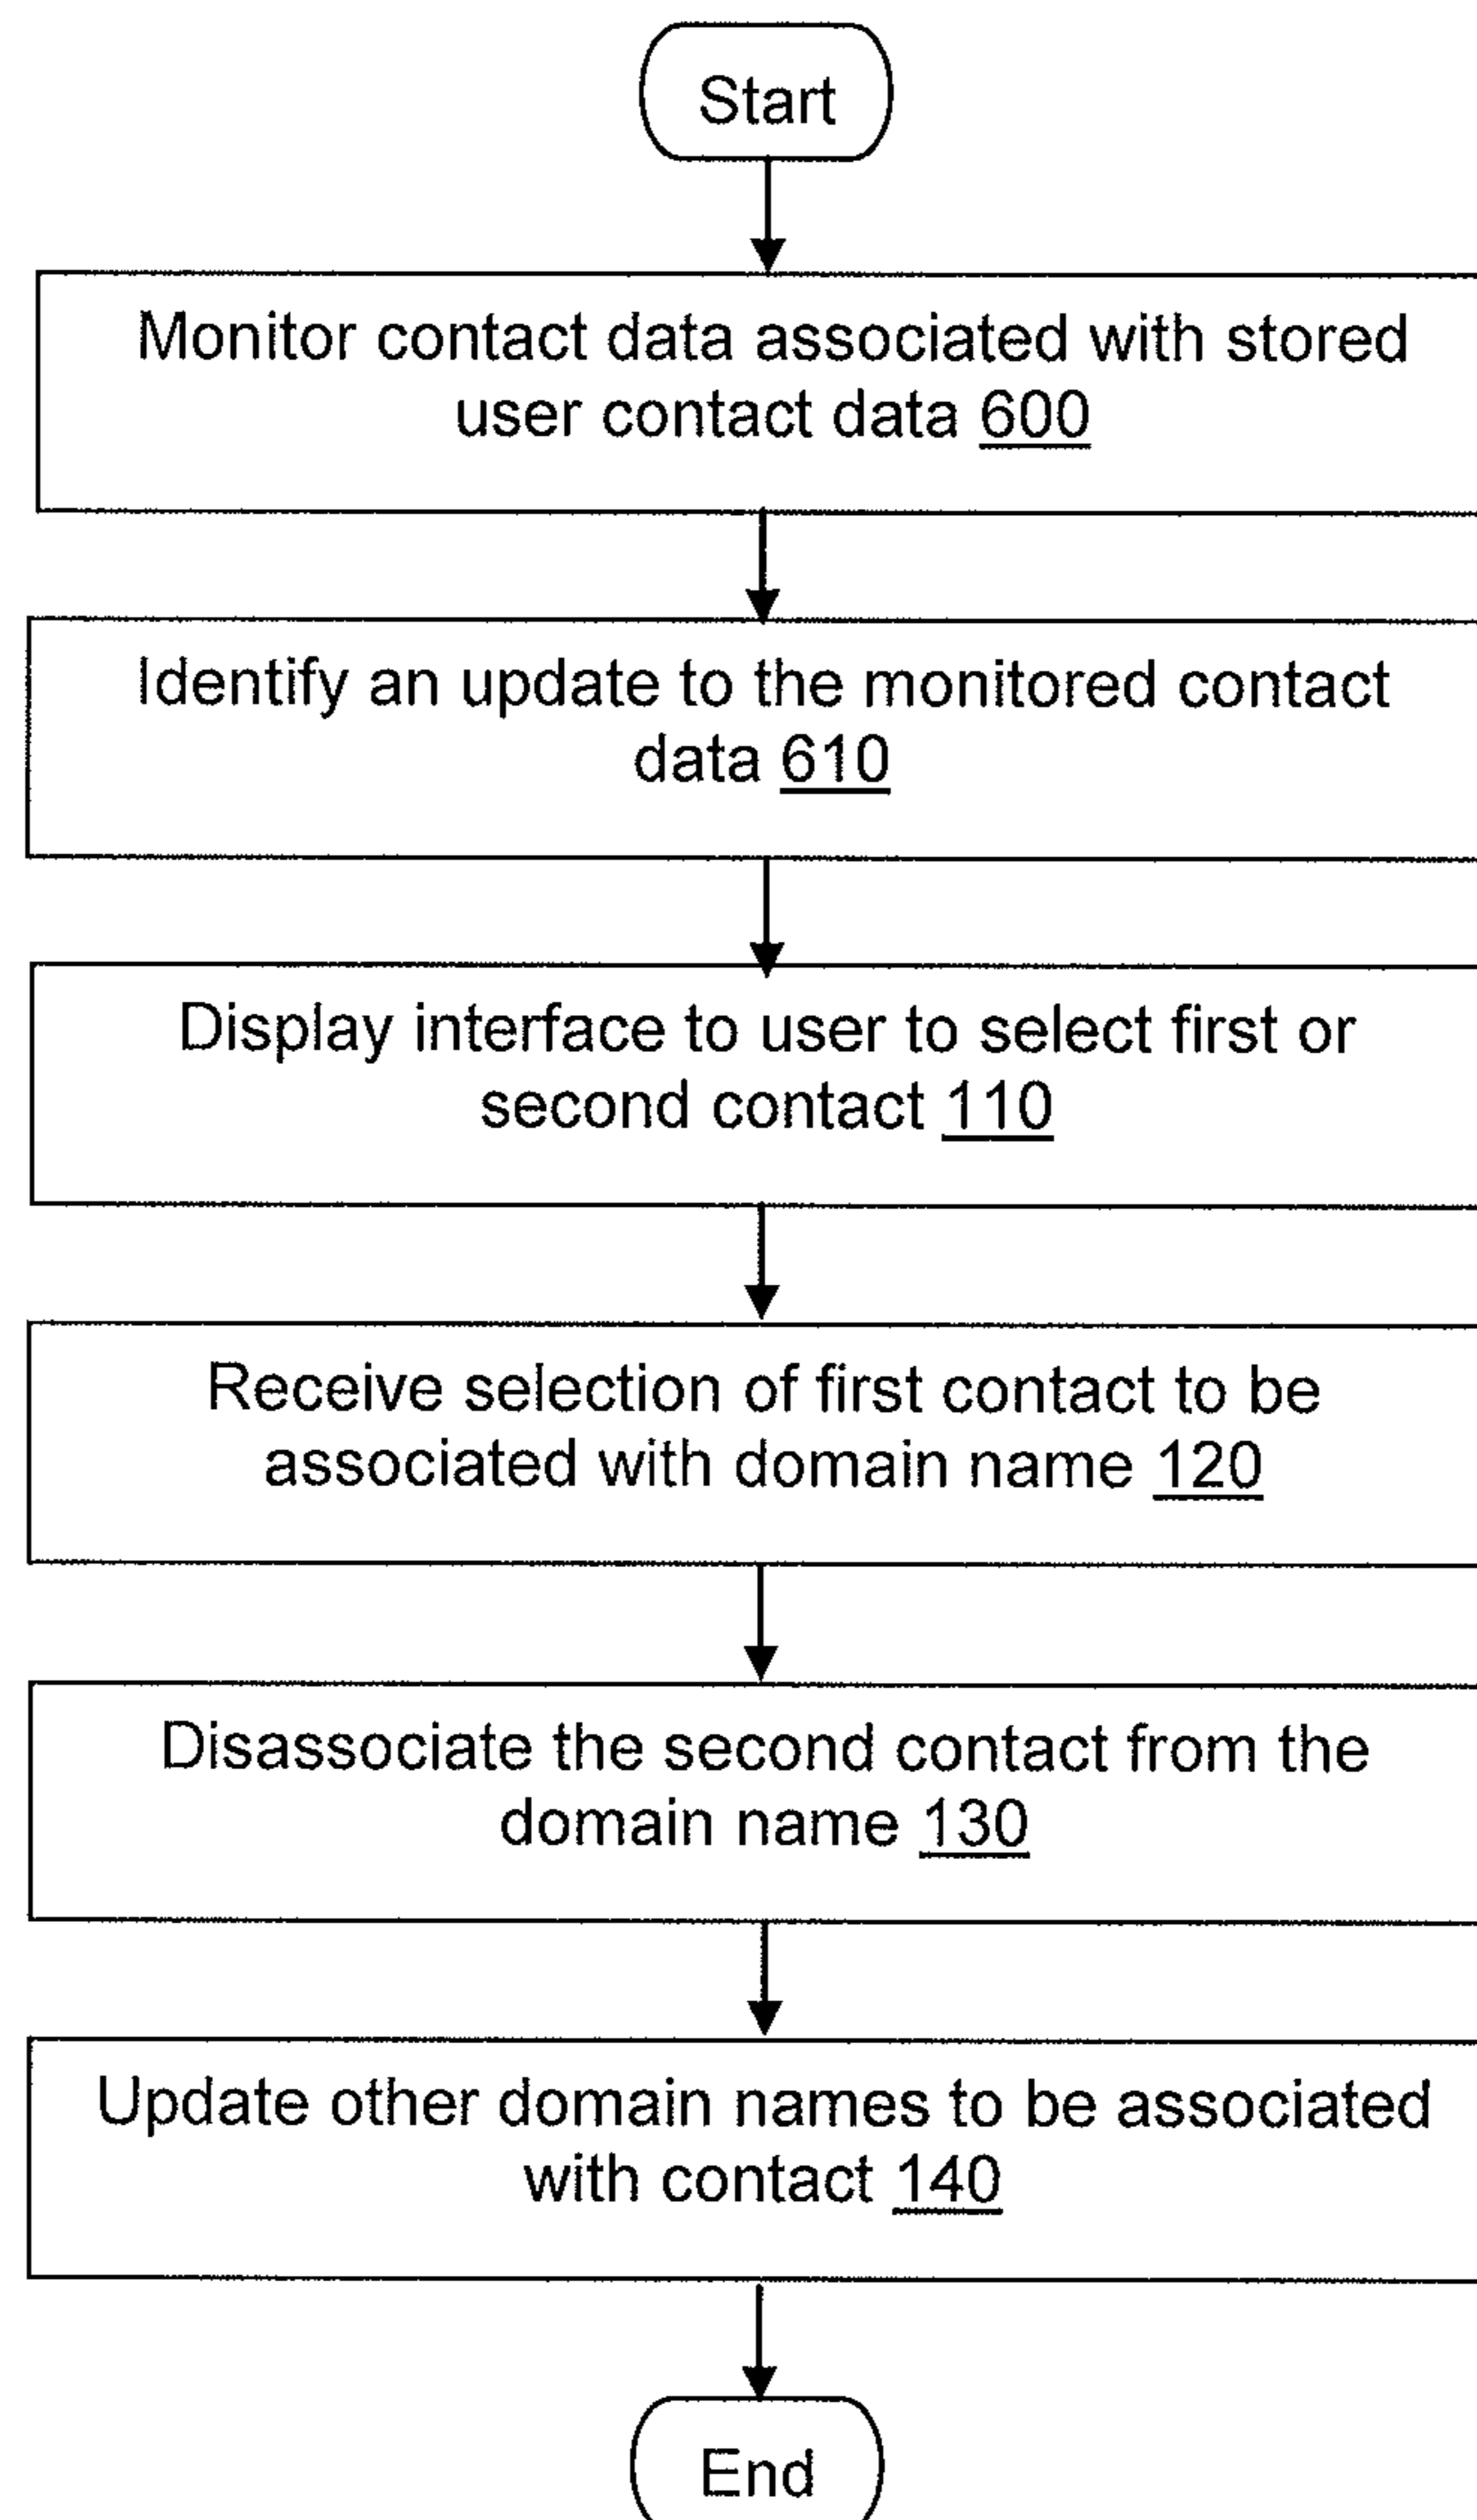 Start
Monitor contact data associated with stored
user contact data 600
Identify an update to the monitored contact
data 610
Display interface to user to select first or
second contact 110
Receive selection of first contact to be
associated with domain name 120
Disassociate the second contact from the
domain name 130
Update other domain names to be associated
with contact 140
End